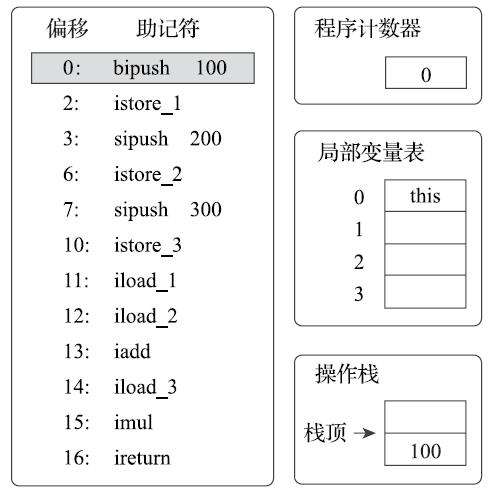 偏移 助记符
0: bipush 100
2: istore_1
3: sipush 200
6: istore_2
7: sipush 300
10: istore_3
11: iload_1
12: iload_2
13: iadd
14: iload_3
15: imul
16: ireturn
程序计数器
0
局部变量表
0 this
1
2
3
操作栈
栈顶
100